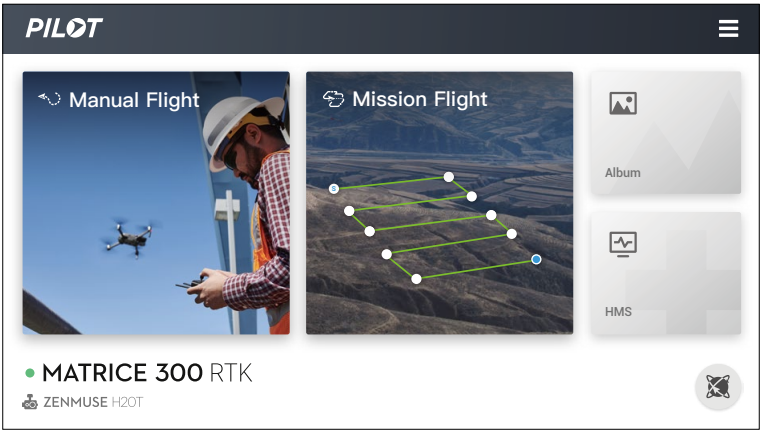 PILOT
Manual Flight
Mission Flight
S
Album
HMS
MATRICE 300 RTK
ZENMUSE H20T